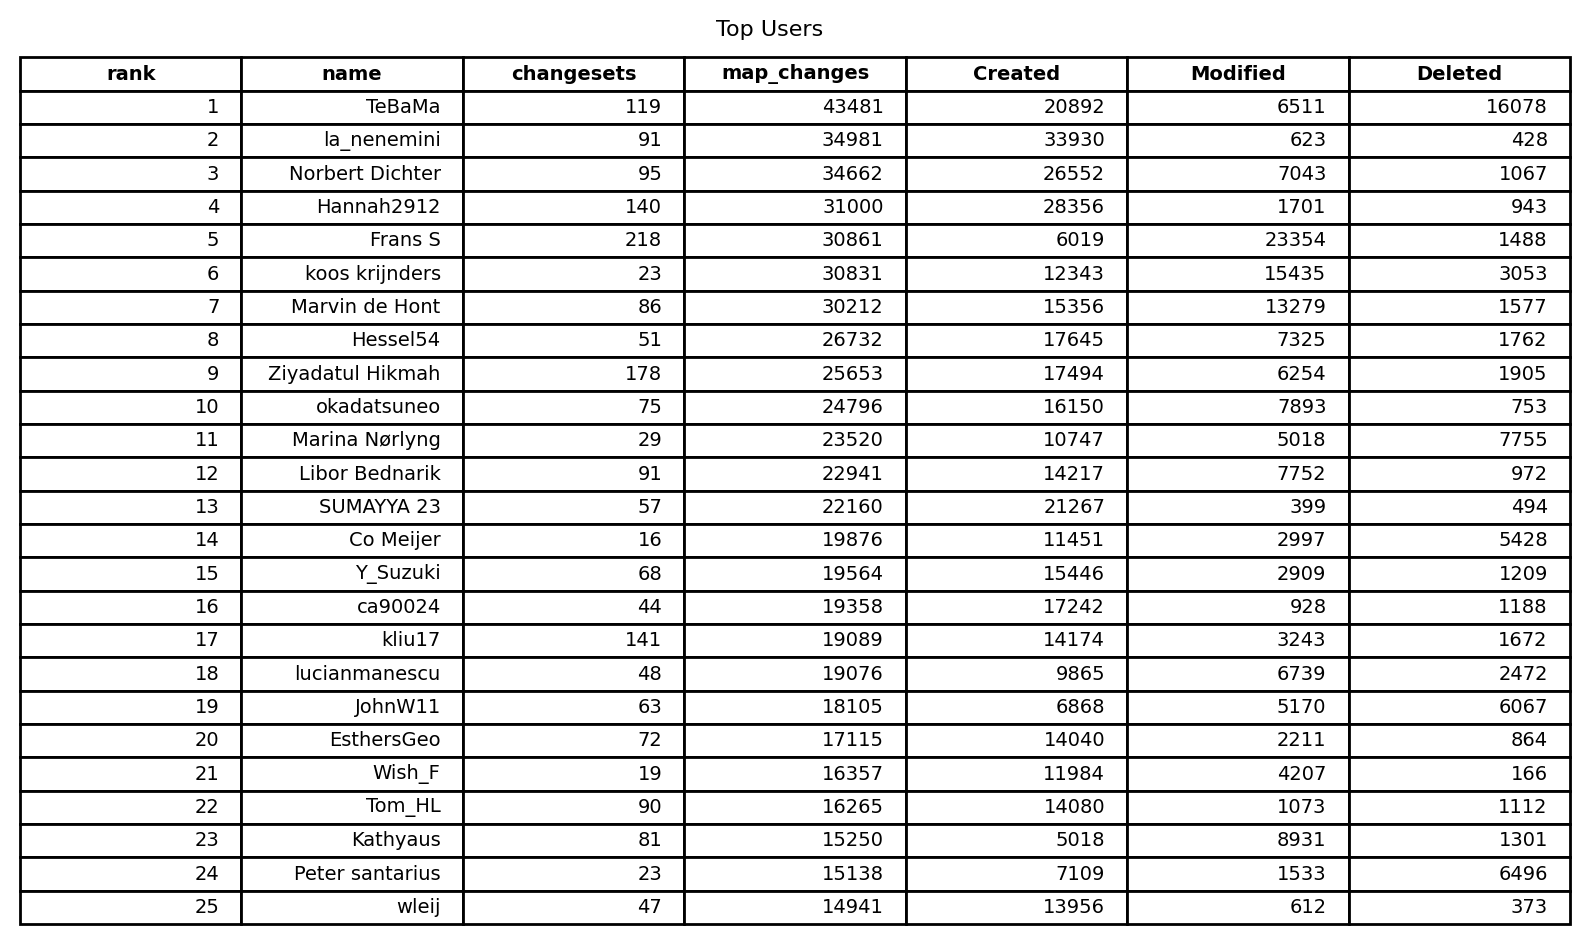 Top Users
rank name changesets map_changes Created Modified Deleted
1 TeBaMa 119 43481 20892 6511 16078
2 la_nenemini 91 34981 33930 623 428
3 Norbert Dichter 95 34662 26552 7043 1067
4 Hannah2912 140 31000 28356 1701 943
5 Frans S 218 30861 6019 23354 1488
6 koos krijnders 23 30831 12343 15435 3053
7 Marvin de Hont 86 30212 15356 13279 1577
8 Hessel54 51 26732 17645 7325 1762
9 Ziyadatul Hikmah 178 25653 17494 6254 1905
10 okadatsuneo 75 24796 16150 7893 753
11 Marina Nørlyng 29 23520 10747 5018 7755
12 Libor Bednarik 91 22941 14217 7752 972
13 SUMAYYA 23 57 22160 21267 399 494
14 Co Meijer 16 19876 11451 2997 5428
15 Y_Suzuki 68 19564 15446 2909 1209
16 ca90024 44 19358 17242 928 1188
17 kliu17 141 19089 14174 3243 1672
18 lucianmanescu 48 19076 9865 6739 2472
19 JohnW11 63 18105 6868 5170 6067
20 EsthersGeo 72 17115 14040 2211 864
21 Wish_F 19 16357 11984 4207 166
22 Tom_HL 90 16265 14080 1073 1112
23 Kathyaus 81 15250 5018 8931 1301
24 Peter santarius 23 15138 7109 1533 6496
25 wleij 47 14941 13956 612 373